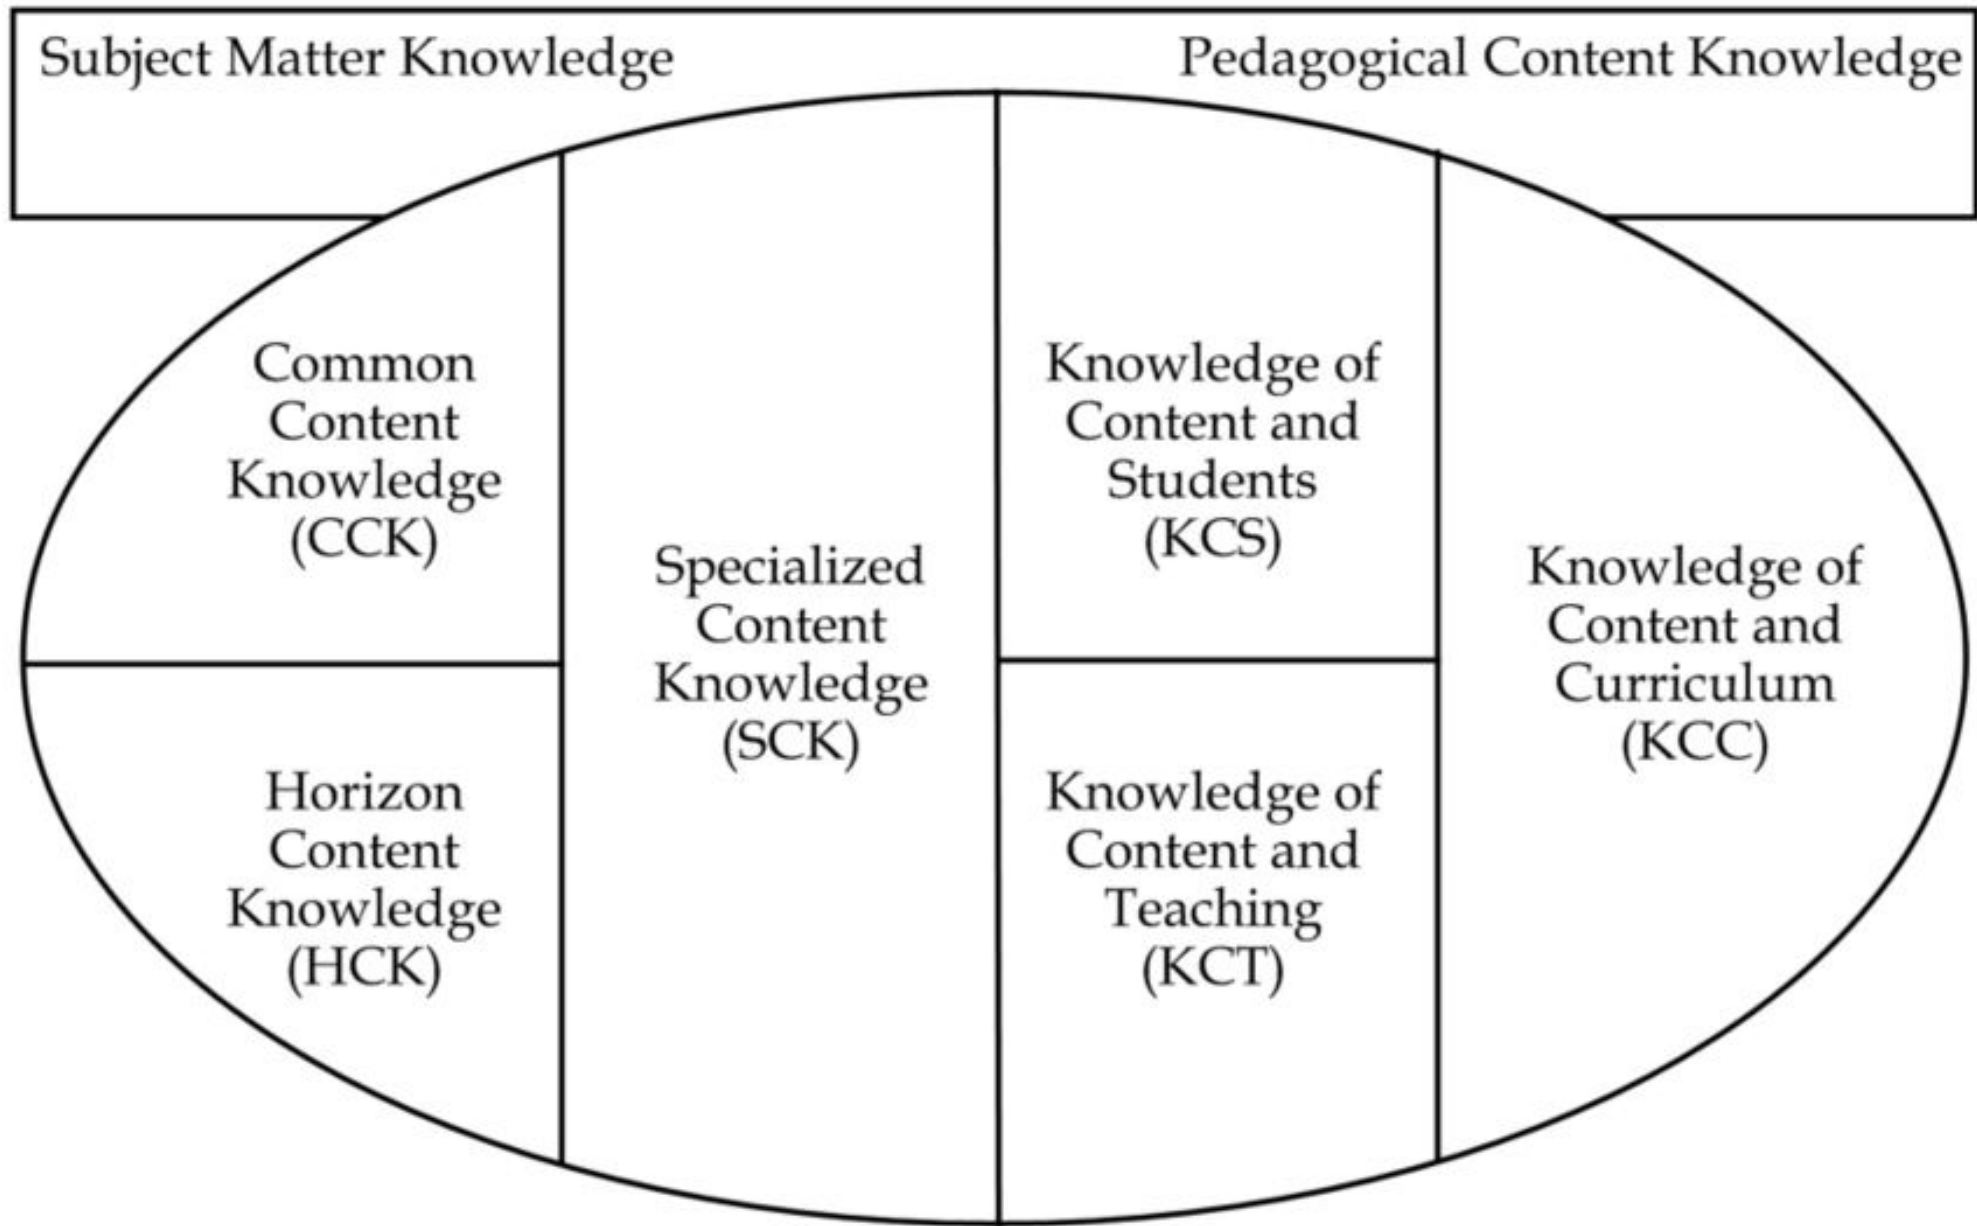 Subject Matter Knowledge
Pedagogical Content Knowledge
Common
Content
Knowledge
(CCK)
Horizon
Content
Knowledge
(HCK)
Specialized
Content
Knowledge
(SCK)
Knowledge of
Content and
Students
(KCS)
Knowledge of
Content and
Teaching
(KCT)
Knowledge of
Content and
Curriculum
(KCC)